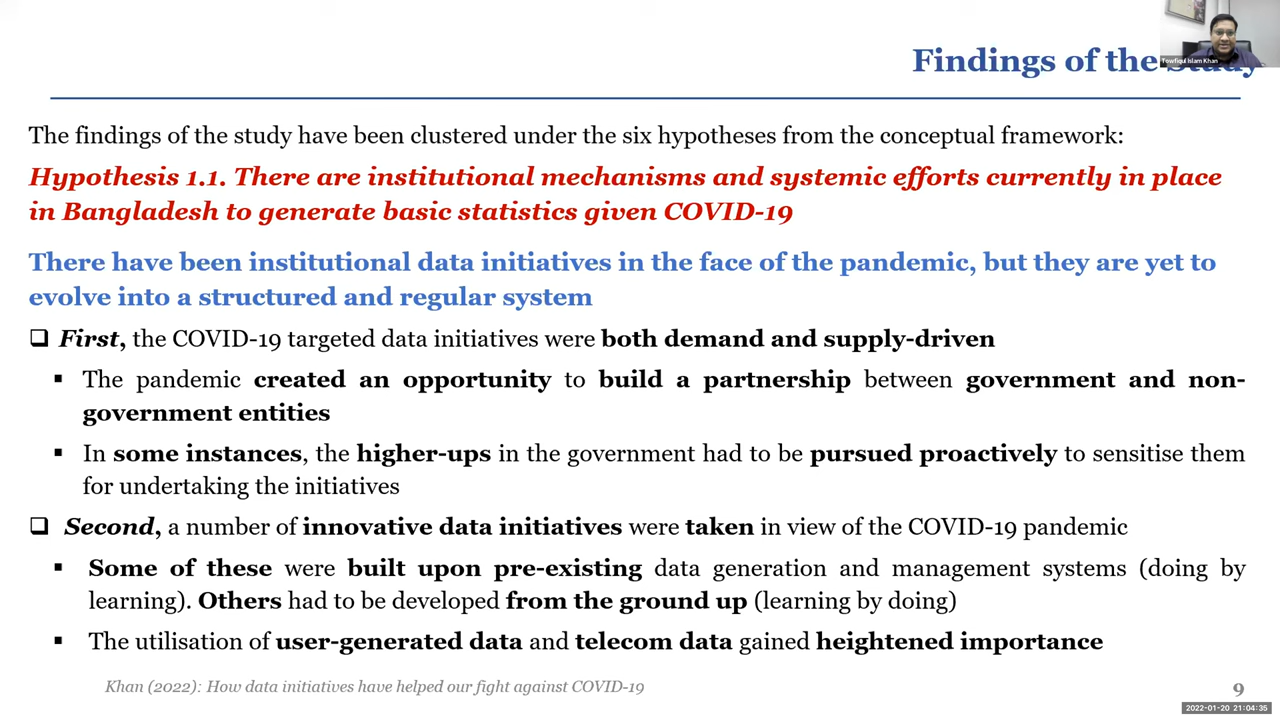 Findings of the Study
Towfiqul Islam Khan
The findings of the study have been clustered under the six hypotheses from the conceptual framework:
Hypothesis 1.1. There are institutional mechanisms and systemic efforts currently in place
in Bangladesh to generate basic statistics given COVID-19
There have been institutional data initiatives in the face of the pandemic, but they are yet to
evolve into a structured and regular system
❑ First, the COVID-19 targeted data initiatives were both demand and supply-driven
▪ The pandemic created an opportunity to build a partnership between government and non-
government entities
▪ In some instances, the higher-ups in the government had to be pursued proactively to sensitise them
for undertaking the initiatives
❑ Second, a number of innovative data initiatives were taken in view of the COVID-19 pandemic
▪ Some of these were built upon pre-existing data generation and management systems (doing by
learning). Others had to be developed from the ground up (learning by doing)
▪ The utilisation of user-generated data and telecom data gained heightened importance
Khan (2022): How data initiatives have helped our fight against COVID-19
9
2022-01-20 21:04:35